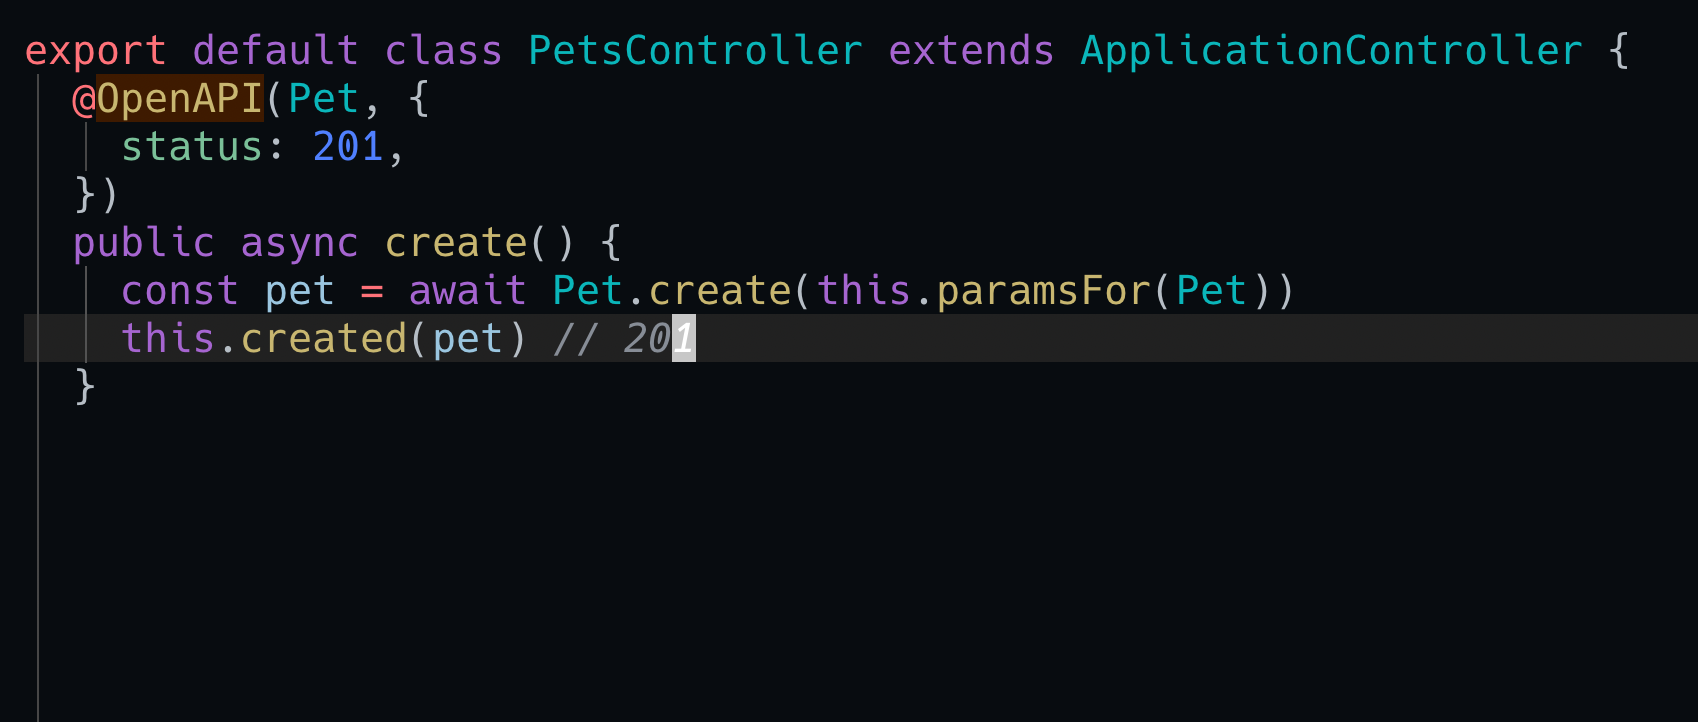 export default class PetsController extends ApplicationController {
  @OpenAPI(Pet, {
    status: 201,
  })
  public async create() {
    const pet = await Pet.create(this.paramsFor(Pet))
    this.created(pet) // 201
  }